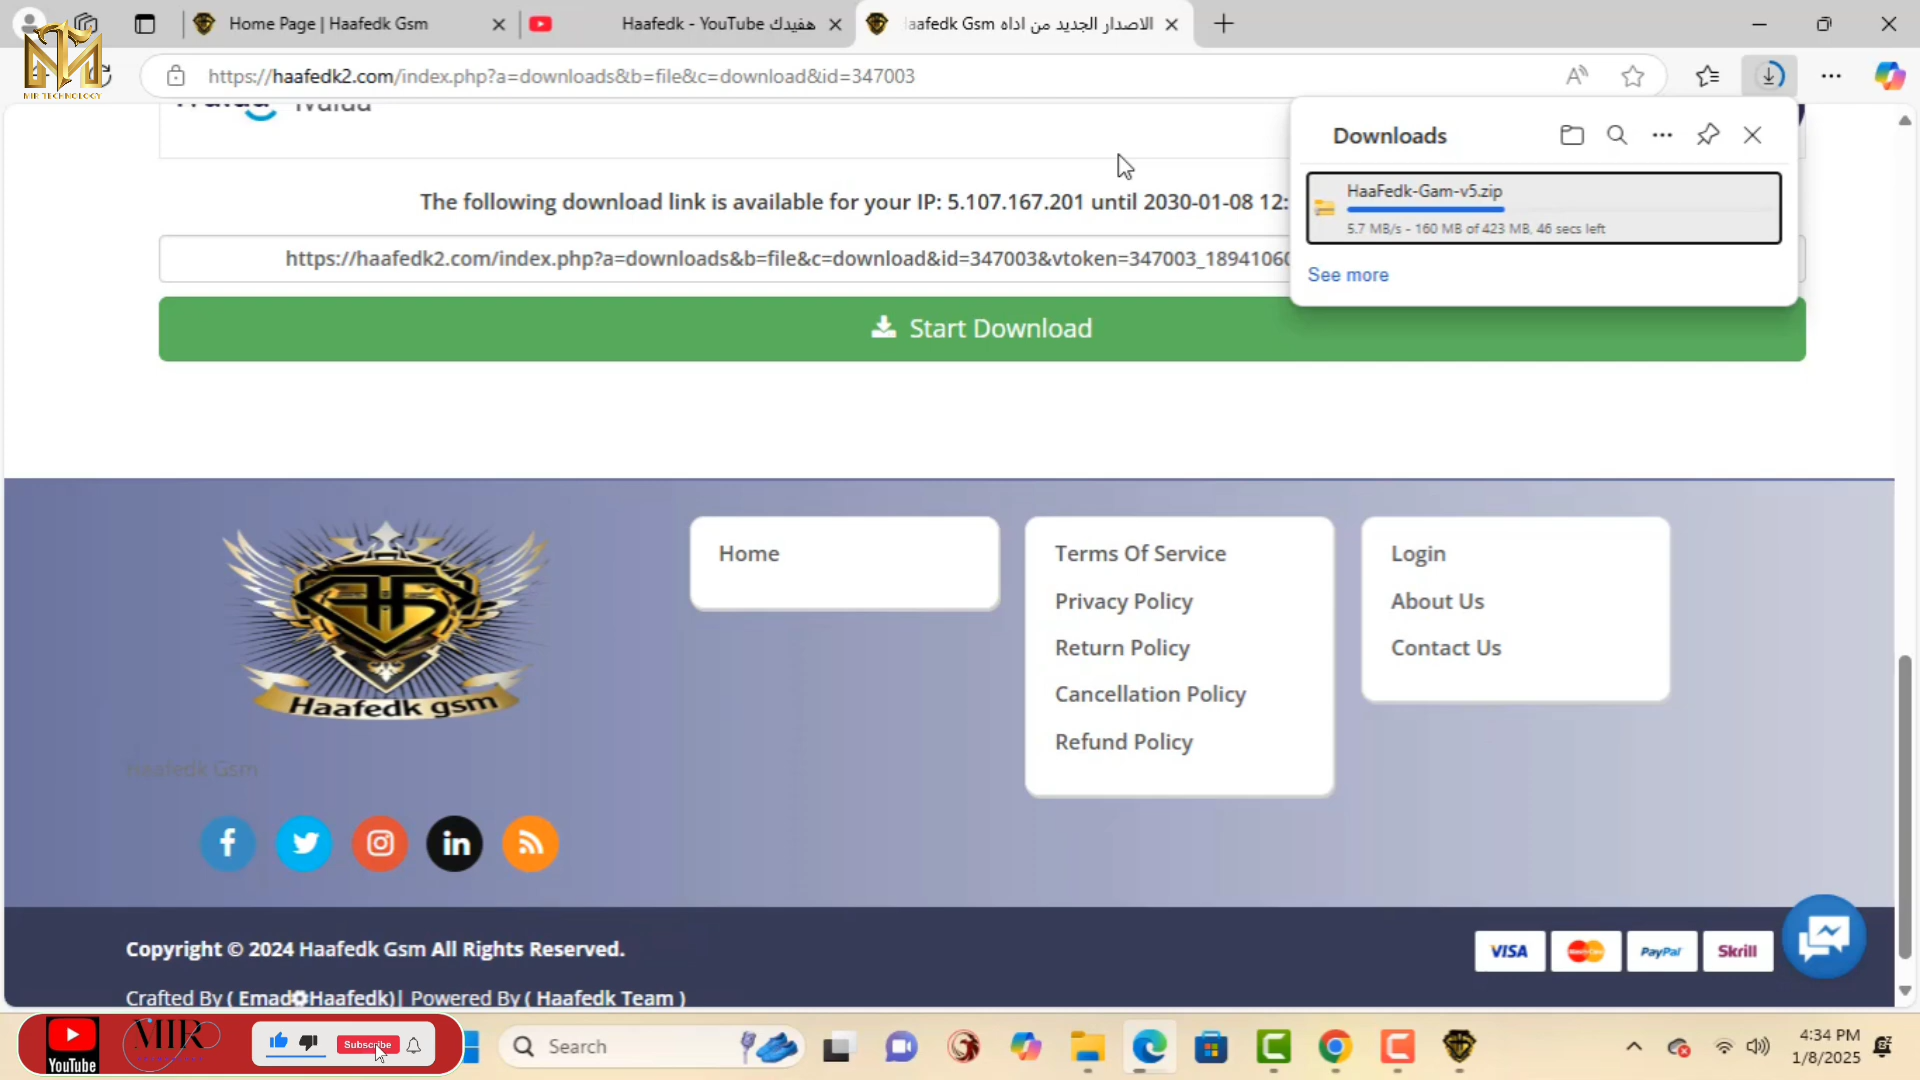 Home Page | Haafedk Gsm
Haafedk - YouTube هفيدك
الاصدار الجديد من اداه aafedk Gsm
MIR TECHNOLOGY
https://haafedk2.com/index.php?a=downloads&b=file&c=download&id=347003
Downloads
HaaFedk-Gam-v5.zip
5.7 MB/s - 160 MB of 423 MB, 46 secs left
See more
The following download link is available for your IP: 5.107.167.201 until 2030-01-08 12:
https://haafedk2.com/index.php?a=downloads&b=file&c=download&id=347003&vtoken=347003_1894106
Start Download
Haafedk gsm
Haafedk Gsm
Home
Terms Of Service
Privacy Policy
Return Policy
Cancellation Policy
Refund Policy
Login
About Us
Contact Us
Copyright © 2024 Haafedk Gsm All Rights Reserved.
Crafted By ( Emad Haafedk)| Powered By ( Haafedk Team )
VISA
PayPal
Skrill
YouTube
MIR
Subscribe
Search
4:34 PM
1/8/2025